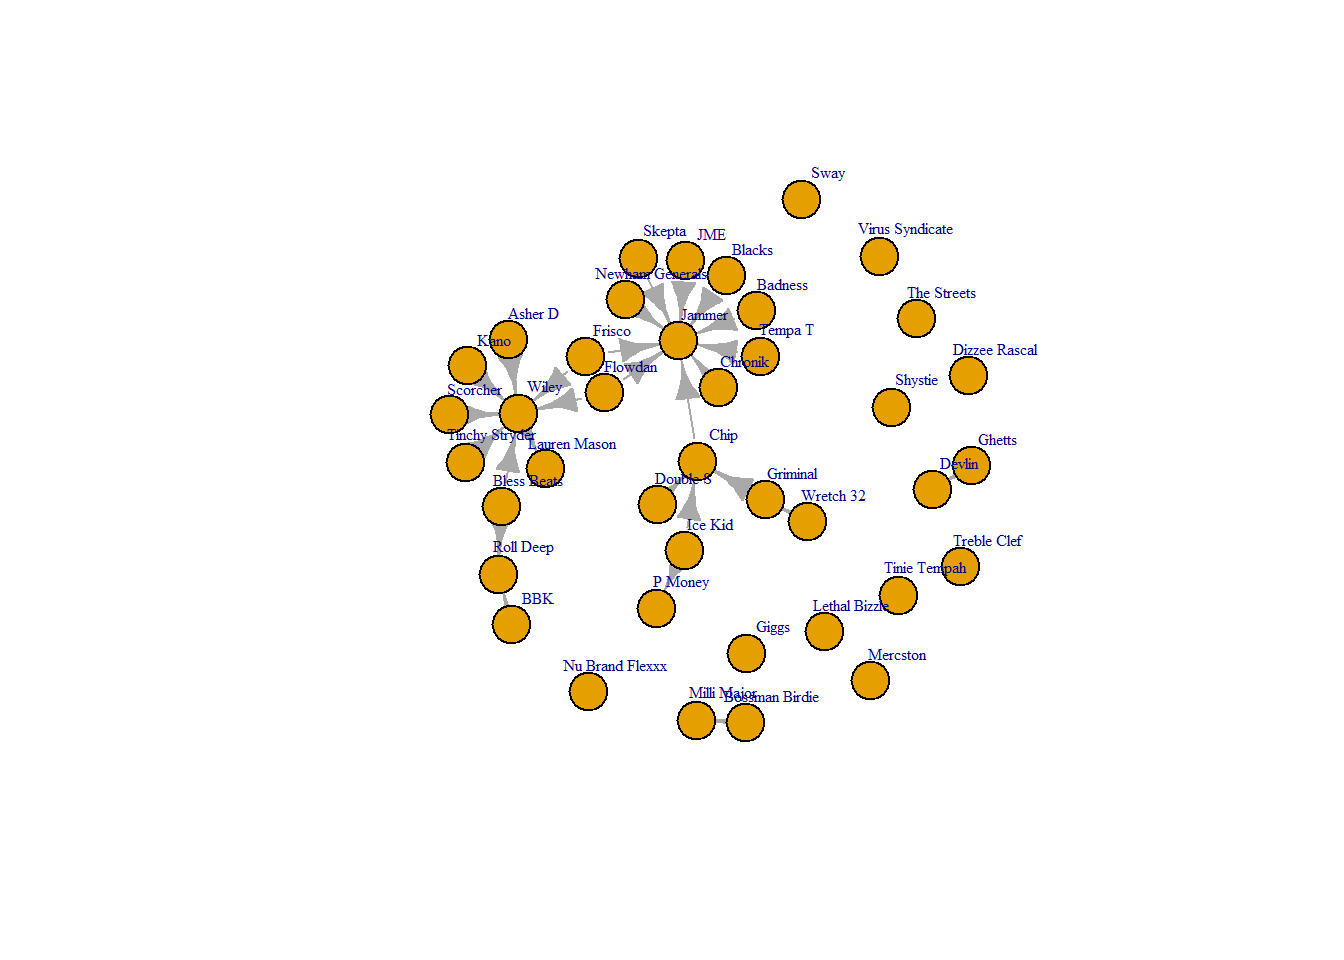 Sway
Virus Syndicate
Skepta
JME
Blacks
Newham Generals
Badness
The Streets
Asher D
Jammer
Frisco
Tempa T
Kano
Dizzee Rascal
Chronik
Flowdan
Shystie
Scorcher
Wiley
Tinchy Stryder
Chip
Lauren Mason
Ghetts
Devlin
Griminal
Double S
Bless Beats
Wretch 32
Ice Kid
Treble Clef
Roll Deep
Tinie Tempah
P Money
BBK
Lethal Bizzle
Giggs
Mercston
Nu Brand Flexxx
Milli Major
Bossman Birdie